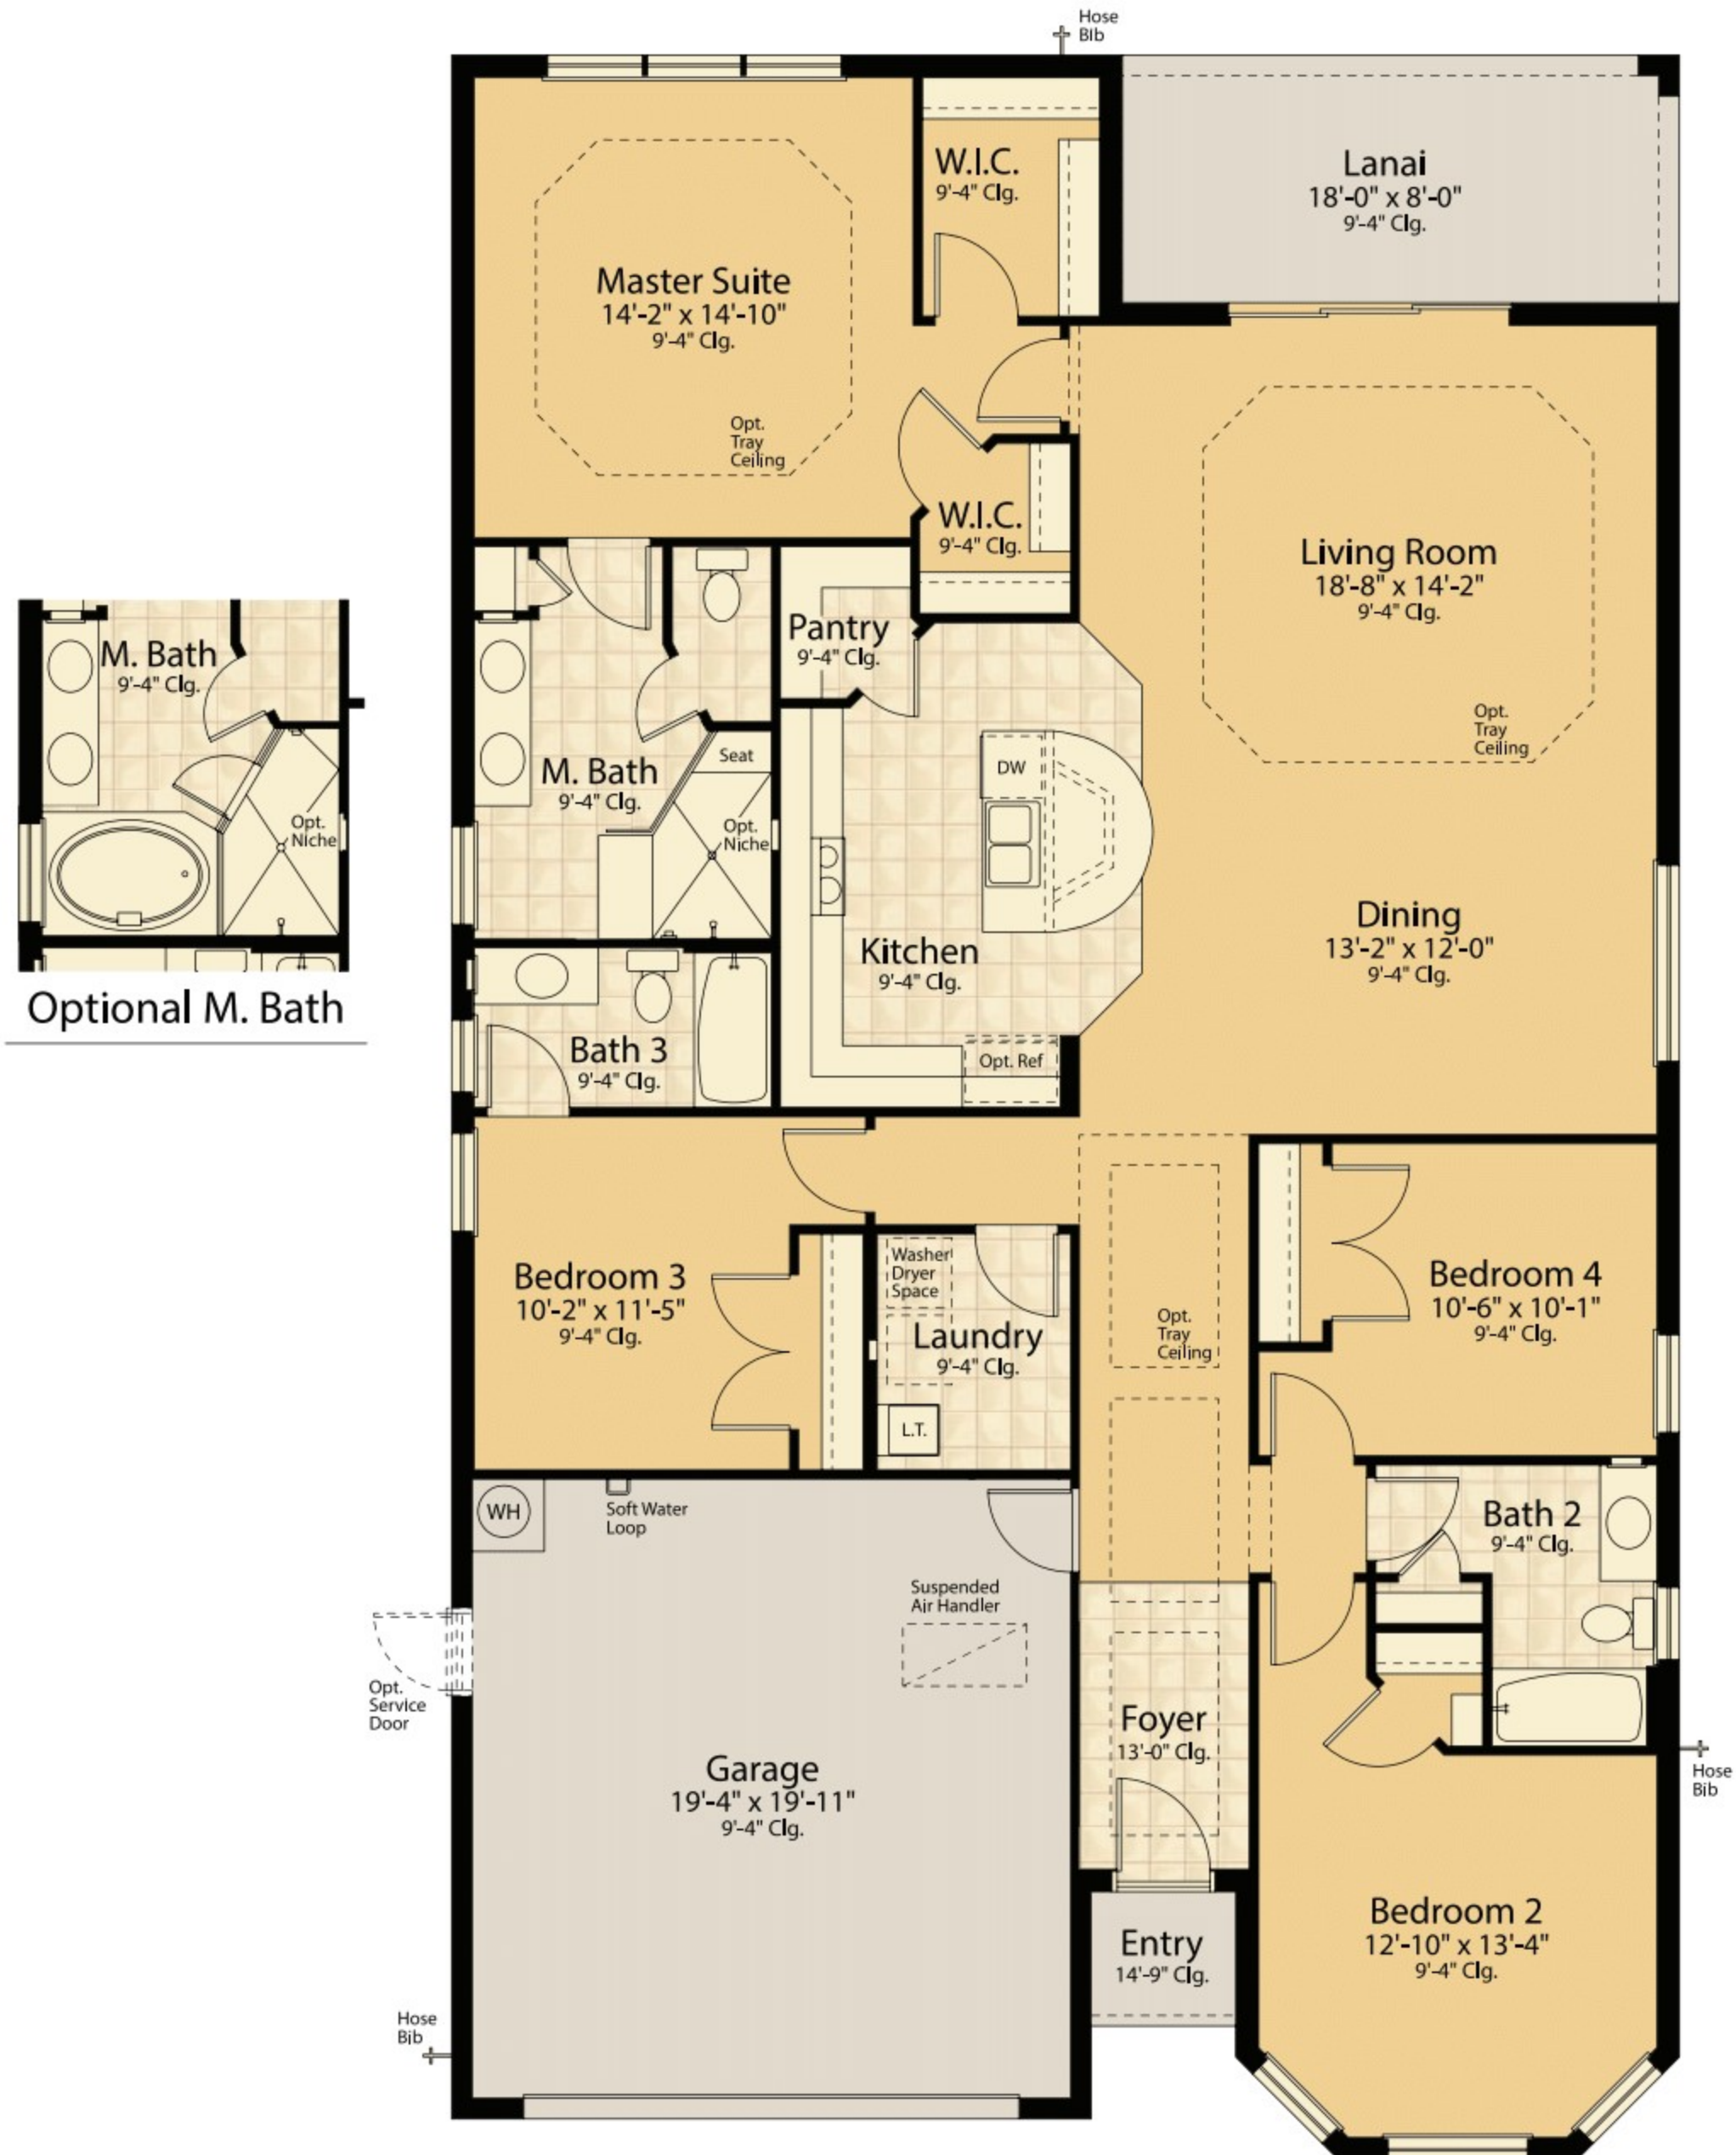 Hose
Bib
W.I.C.
9'-4" Clg.
Lanai
18'-0" x 8'-0"
9'-4" Clg.
Master Suite
14'-2" x 14'-10"
9'-4" Clg.
Opt.
Tray
Ceiling
W.I.C.
9'-4" Clg.
Living Room
18'-8" x 14'-2"
9'-4" Clg.
Opt.
Tray
Ceiling
Pantry
9'-4" Clg.
M. Bath
9'-4" Clg.
Opt.
Niche
Optional M. Bath
M. Bath
9'-4" Clg.
Seat
Opt.
Niche
DW
Kitchen
9'-4" Clg.
Opt. Ref
Dining
13'-2" x 12'-0"
9'-4" Clg.
Bath 3
9'-4" Clg.
Bedroom 3
10'-2" x 11'-5"
9'-4" Clg.
Washer
Dryer
Space
Laundry
9'-4" Clg.
L.T.
Opt.
Tray
Ceiling
Bedroom 4
10'-6" x 10'-1"
9'-4" Clg.
WH
Soft Water
Loop
Bath 2
9'-4" Clg.
Suspended
Air Handler
Opt.
Service
Door
Foyer
13'-0" Clg.
Hose
Bib
Garage
19'-4" x 19'-11"
9'-4" Clg.
Entry
14'-9" Clg.
Bedroom 2
12'-10" x 13'-4"
9'-4" Clg.
Hose
Bib